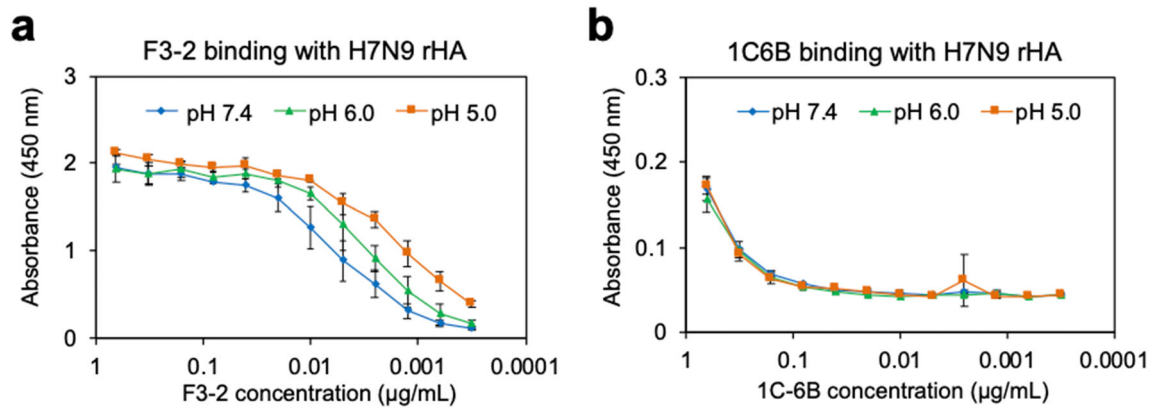 a
F3-2 binding with H7N9 rHA
3
2
1
0
Absorbance (450 nm)
pH 7.4 pH 6.0 pH 5.0
1 0.1 0.01 0.001 0.0001
F3-2 concentration (µg/mL)
b
1C6B binding with H7N9 rHA
0.3
0.2
0.1
0
Absorbance (450 nm)
pH 7.4 pH 6.0 pH 5.0
1 0.1 0.01 0.001 0.0001
1C-6B concentration (µg/mL)